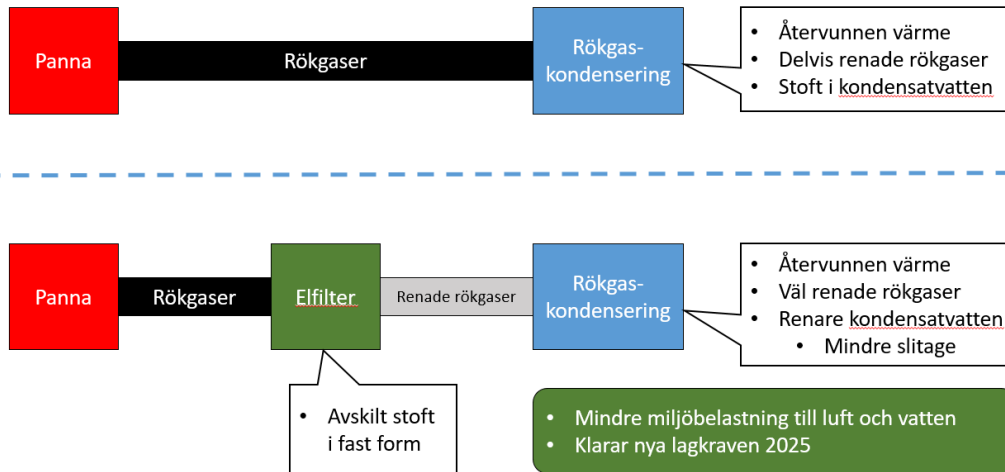 Panna
Rökgaser
Rökgas-
kondensering
• Återvunnen värme
• Delvis renade rökgaser
• Stoft i kondensatvatten
Panna
Rökgaser
Elfilter
Renade rökgaser
Rökgas-
kondensering
• Återvunnen värme
• Väl renade rökgaser
• Renare kondensatvatten
• Mindre slitage
• Avskilt stoft
i fast form
• Mindre miljöbelastning till luft och vatten
• Klarar nya lagkraven 2025